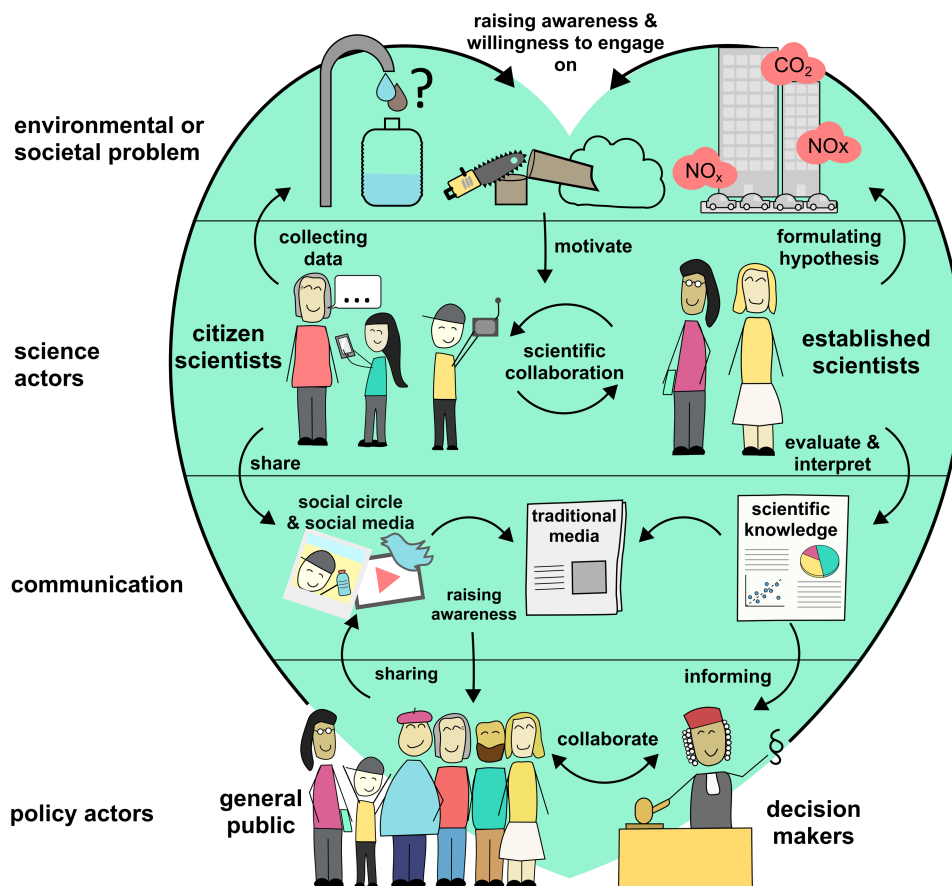 raising awareness &
willingness to engage
on
CO₂
?
NOx
NOₓ
environmental or
societal problem
collecting
data
motivate
formulating
hypothesis
...
citizen
scientists
science
actors
scientific
collaboration
established
scientists
share
evaluate &
interpret
social circle
& social media
traditional
media
scientific
knowledge
communication
raising
awareness
sharing
informing
collaborate
§
general
public
policy actors
decision
makers